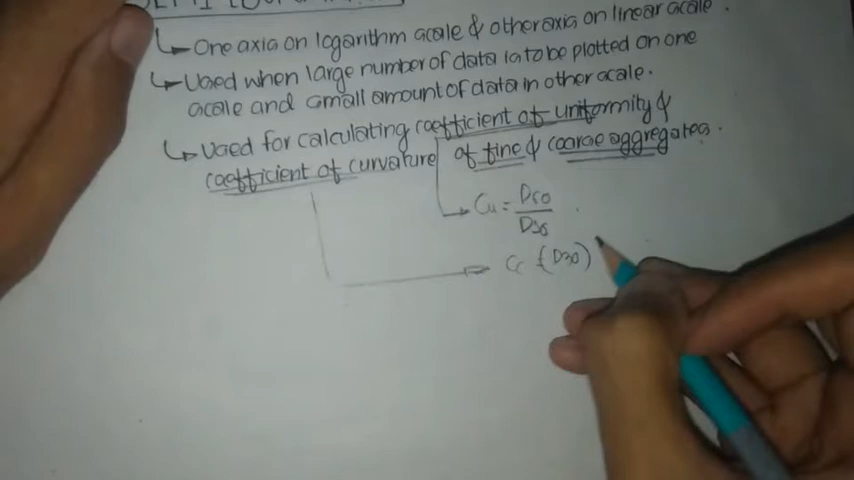 One axis on logarithm scale & other axis on linear scale.
Used when large number of data is to be plotted on one
scale and small amount of data in other scale.
Used for calculating coefficient of uniformity &
coefficient of curvature of fine & coarse aggregates.
Cu = D60
D30
Cc (D30)